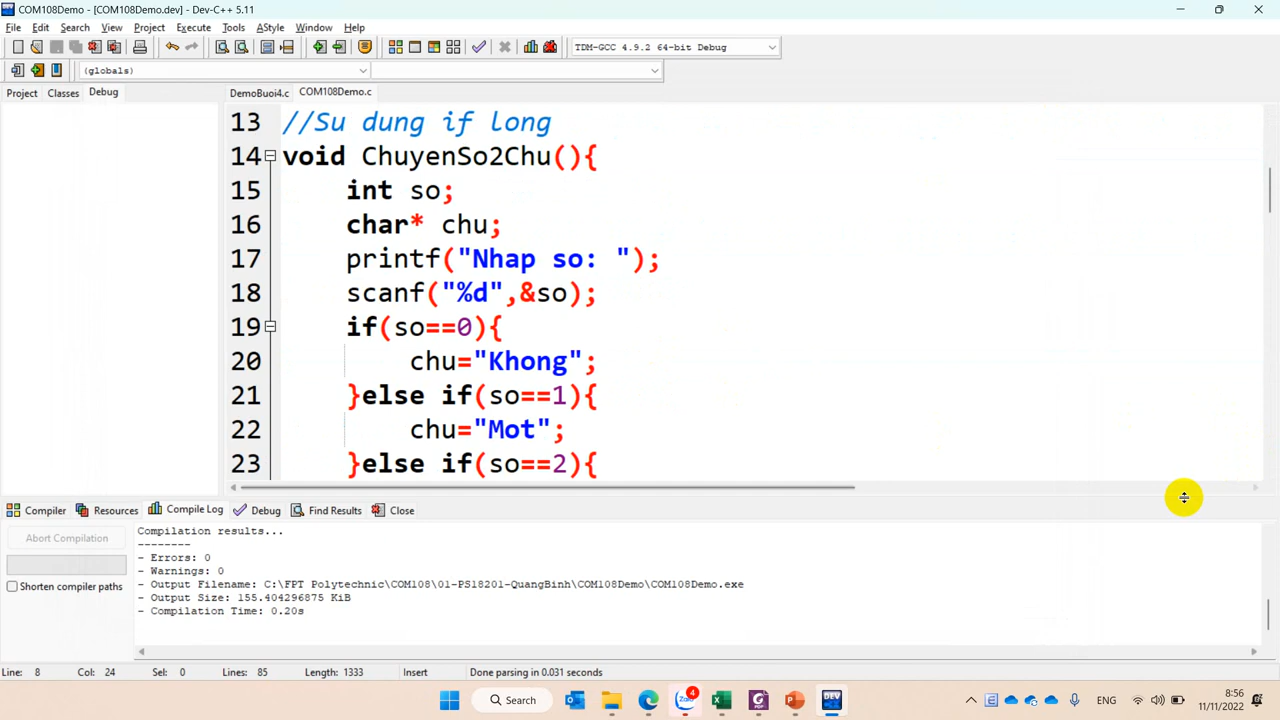 COM108Demo - [COM108Demo.dev] - Dev-C++ 5.11
File Edit Search View Project Execute Tools AStyle Window Help
TDM-GCC 4.9.2 64-bit Debug
(globals)
Project Classes Debug DemoBuoi4.c COM108Demo.c
13 //Su dung if long
14 void ChuyenSo2Chu(){
15 int so;
16 char* chu;
17 printf("Nhap so: ");
18 scanf("%d",&so);
19 if(so==0){
20 chu="Khong";
21 }else if(so==1){
22 chu="Mot";
23 }else if(so==2){
Compiler Resources Compile Log Debug Find Results Close
Compilation results...
--------
- Errors: 0
- Warnings: 0
- Output Filename: C:\FPT Polytechnic\COM108\01-PS18201-QuangBinh\COM108Demo\COM108Demo.exe
- Output Size: 155.404296875 KiB
- Compilation Time: 0.20s
Abort Compilation
Shorten compiler paths
Line: 8 Col: 24 Sel: 0 Lines: 85 Length: 1333 Insert Done parsing in 0.031 seconds
Search
Zalo
4
DEV
ENG
8:56
11/11/2022